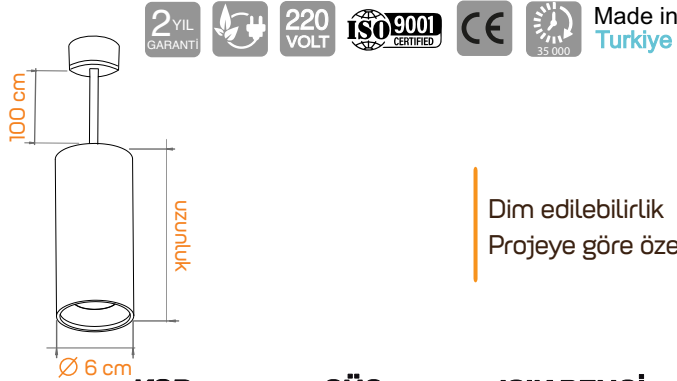 2 YIL
GARANTİ
220
VOLT
ISO 9001
CERTIFIED
CE
35 000
Made in
Turkiye
100 cm
uzunluk
Dim edilebilirlik
Projeye göre öze
Ø 6 cm